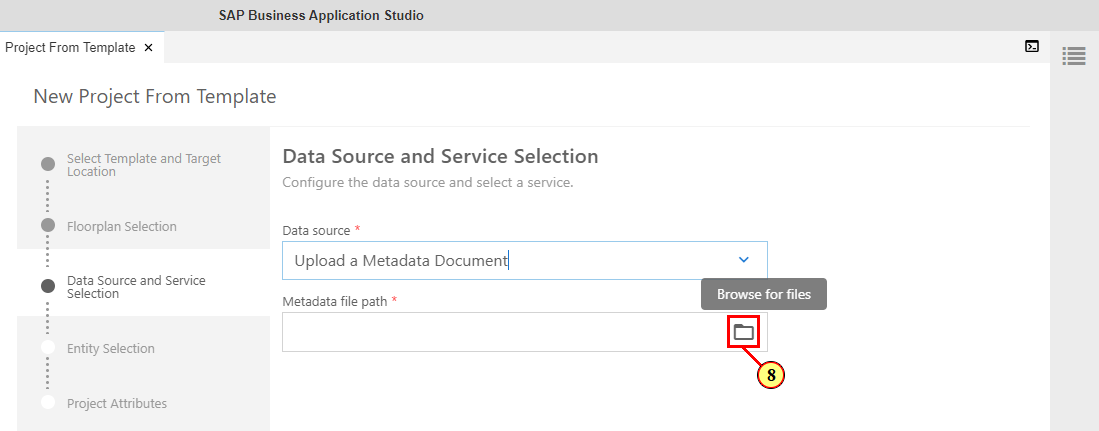 SAP Business Application Studio
Project From Template
New Project From Template
Select Template and Target
Location
Floorplan Selection
Data Source and Service
Selection
Entity Selection
Project Attributes
Data Source and Service Selection
Configure the data source and select a service.
Data source *
Upload a Metadata Document
Browse for files
Metadata file path *
8